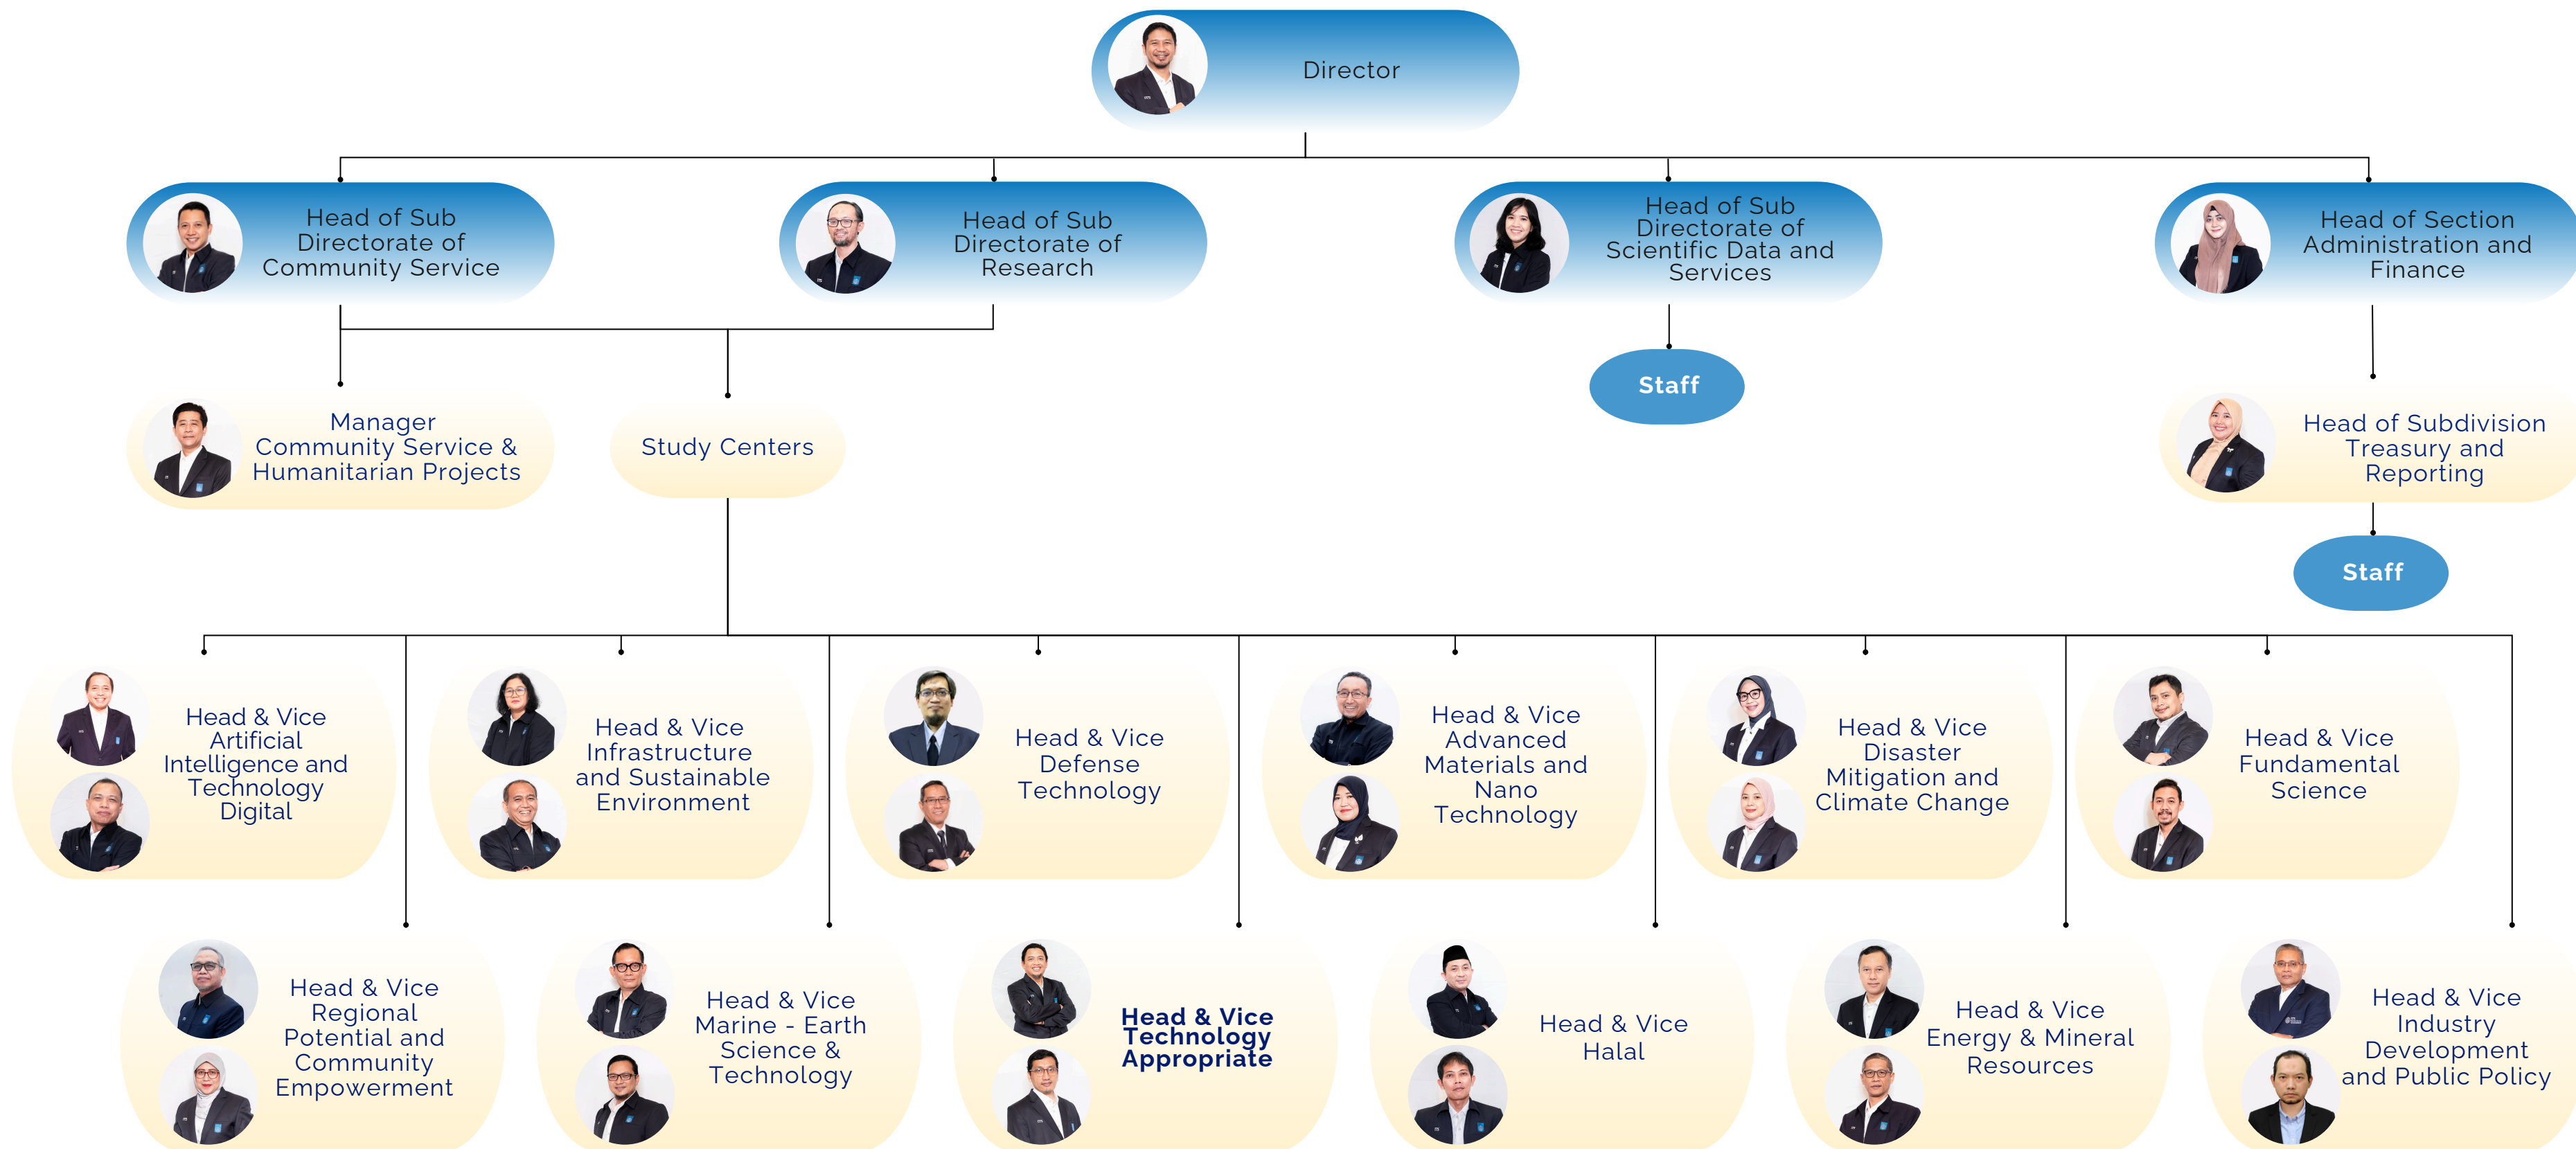 Director
Head of Sub
Directorate of
Community Service
Head of Sub
Directorate of
Research
Head of Sub
Directorate of
Scientific Data and
Services
Head of Section
Administration and
Finance
Staff
Manager
Community Service &
Humanitarian Projects
Study Centers
Head of Subdivision
Treasury and
Reporting
Staff
Head & Vice
Artificial
Intelligence and
Technology
Digital
Head & Vice
Infrastructure
and Sustainable
Environment
Head & Vice
Defense
Technology
Head & Vice
Advanced
Materials and
Nano
Technology
Head & Vice
Disaster
Mitigation and
Climate Change
Head & Vice
Fundamental
Science
Head & Vice
Regional
Potential and
Community
Empowerment
Head & Vice
Marine - Earth
Science &
Technology
Head & Vice
Technology
Appropriate
Head & Vice
Halal
Head & Vice
Energy & Mineral
Resources
Head & Vice
Industry
Development
and Public Policy